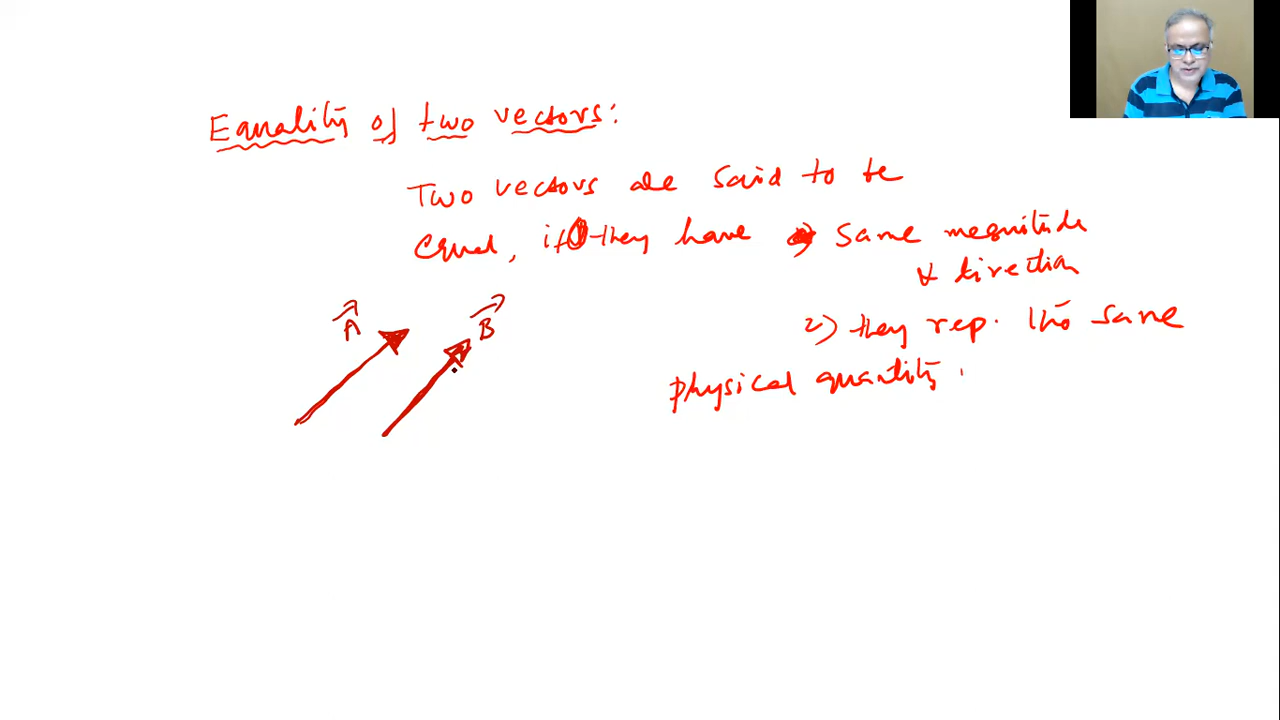 Equality of two vectors:
Two vectors are said to be
equal, if 1) they have same magnitude
& direction
2) they rep. the same
physical quantity.
A B